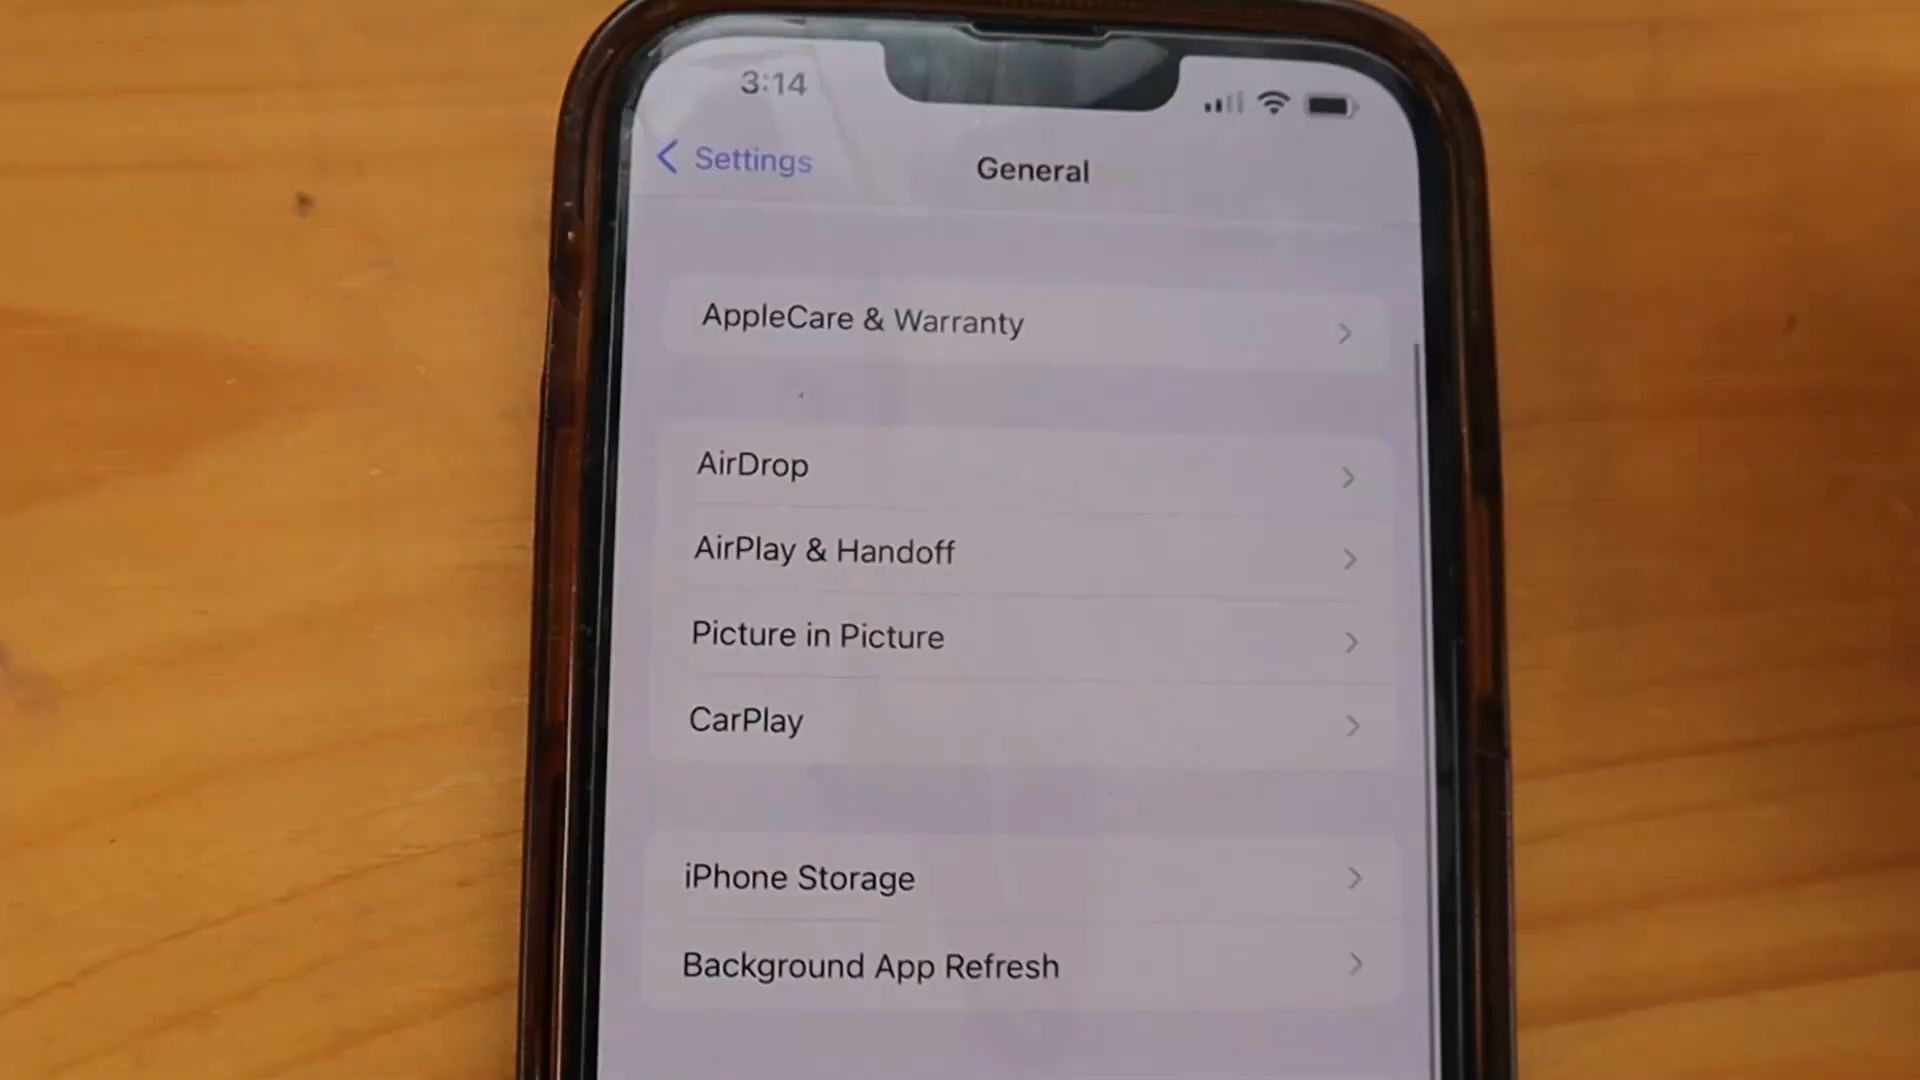 3:14
Settings
General
AppleCare & Warranty
AirDrop
AirPlay & Handoff
Picture in Picture
CarPlay
iPhone Storage
Background App Refresh